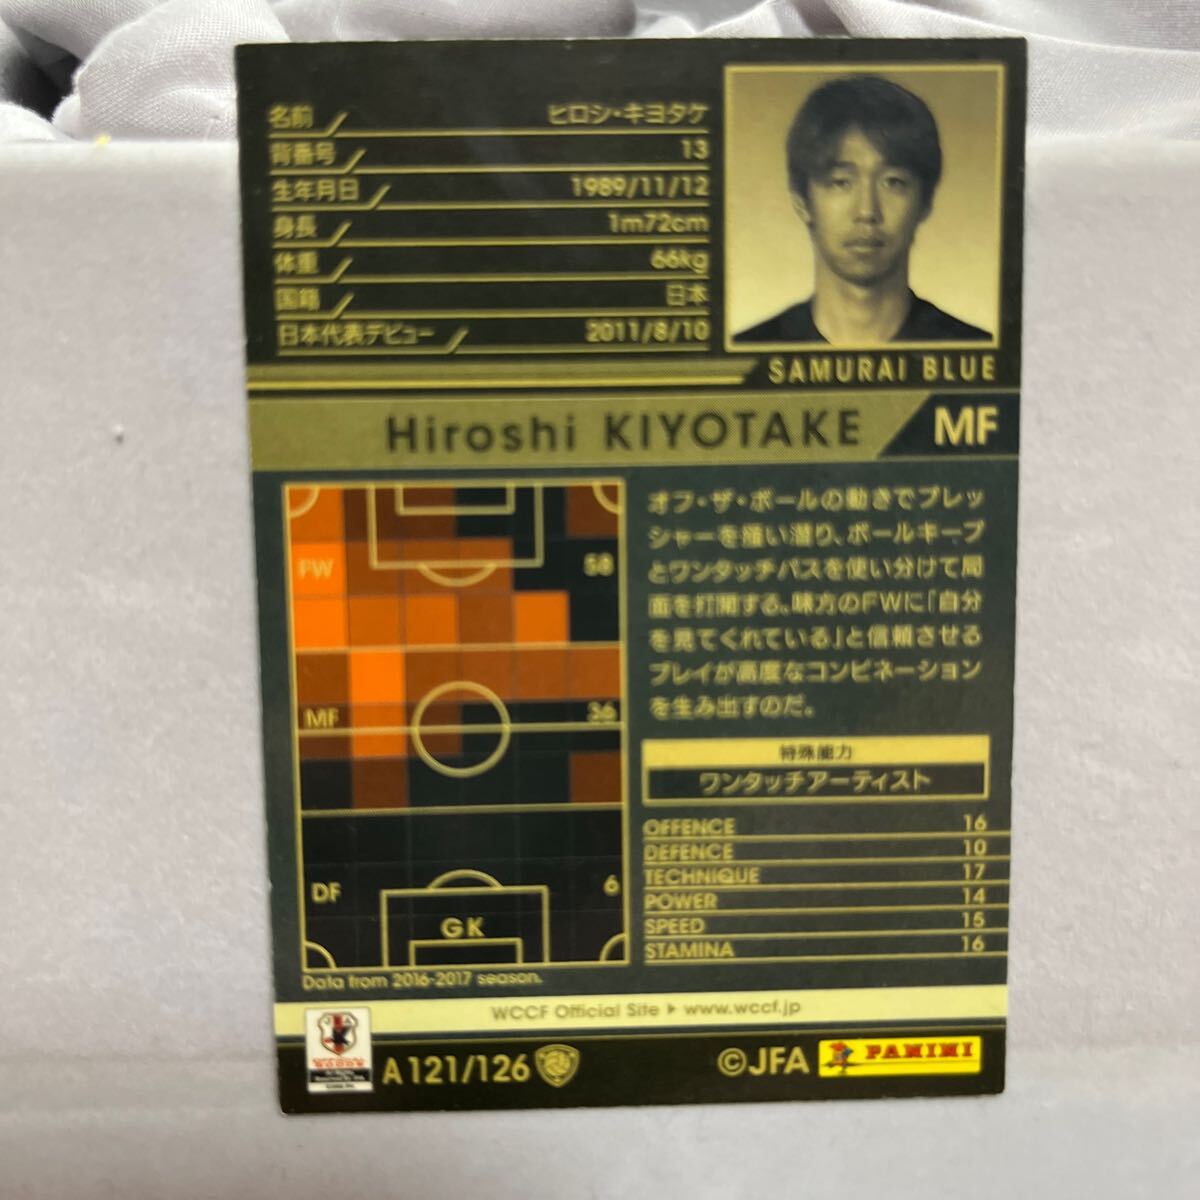 名前 ヒロシ・キヨタケ
背番号 13
生年月日 1989/11/12
身長 1m72cm
体重 66kg
国籍 日本
日本代表デビュー 2011/8/10
SAMURAI BLUE
Hiroshi KIYOTAKE MF
オフ・ザ・ボールの動きでプレッ
シャーを掻い潜り、ボールキープ
とワンタッチパスを使い分けて局
面を打開する。味方のFWに「自分
を見てくれている」と信頼させる
プレイが高度なコンビネーション
を生み出すのだ。
FW 58
MF 36
DF 6
GK
Data from 2016-2017 season.
特殊能力
ワンタッチアーティスト
OFFENCE 16
DEFENCE 10
TECHNIQUE 17
POWER 14
SPEED 15
STAMINA 16
WCCF Official Site ▶ www.wccf.jp
A 121/126
©JFA
PANINI